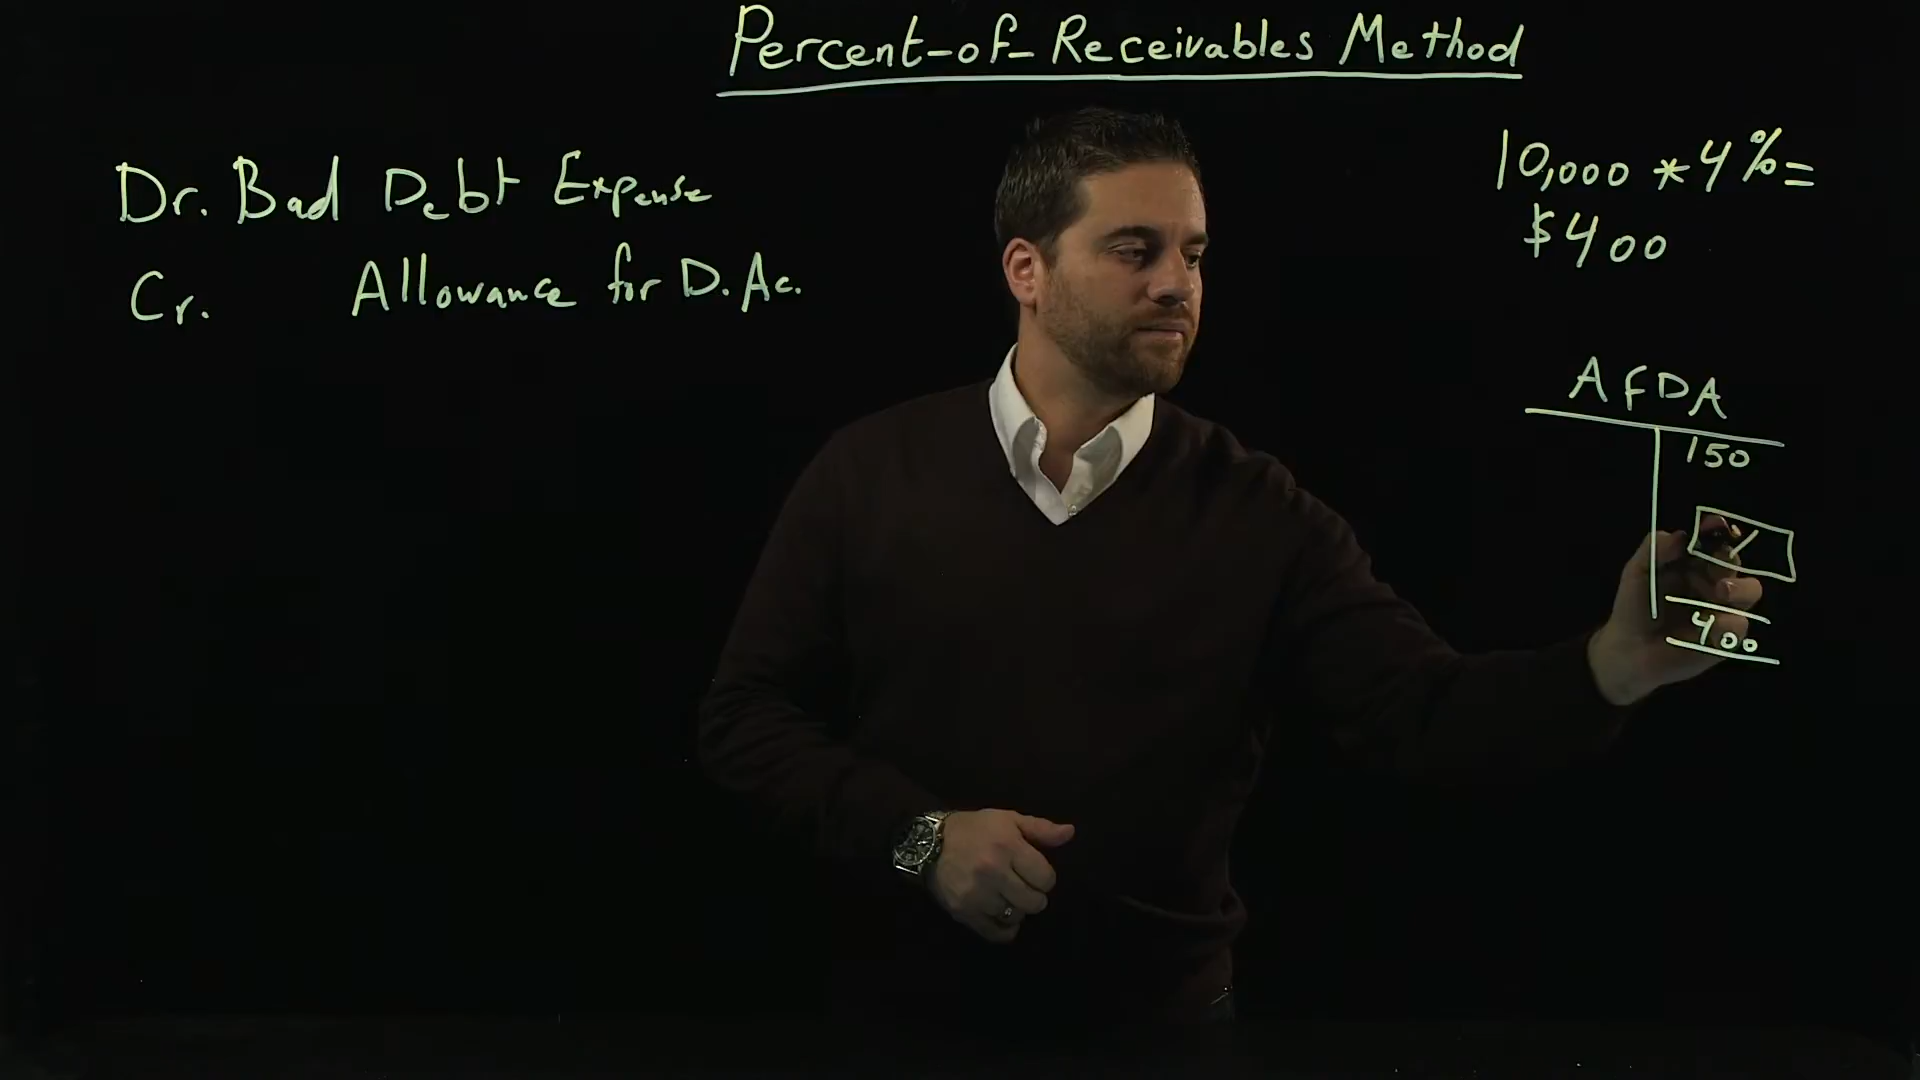 Percent-of-Receivables Method
Dr. Bad Debt Expense
Cr. Allowance for D.Ac.
10,000 * 4% =
$400
AFDA
150
400